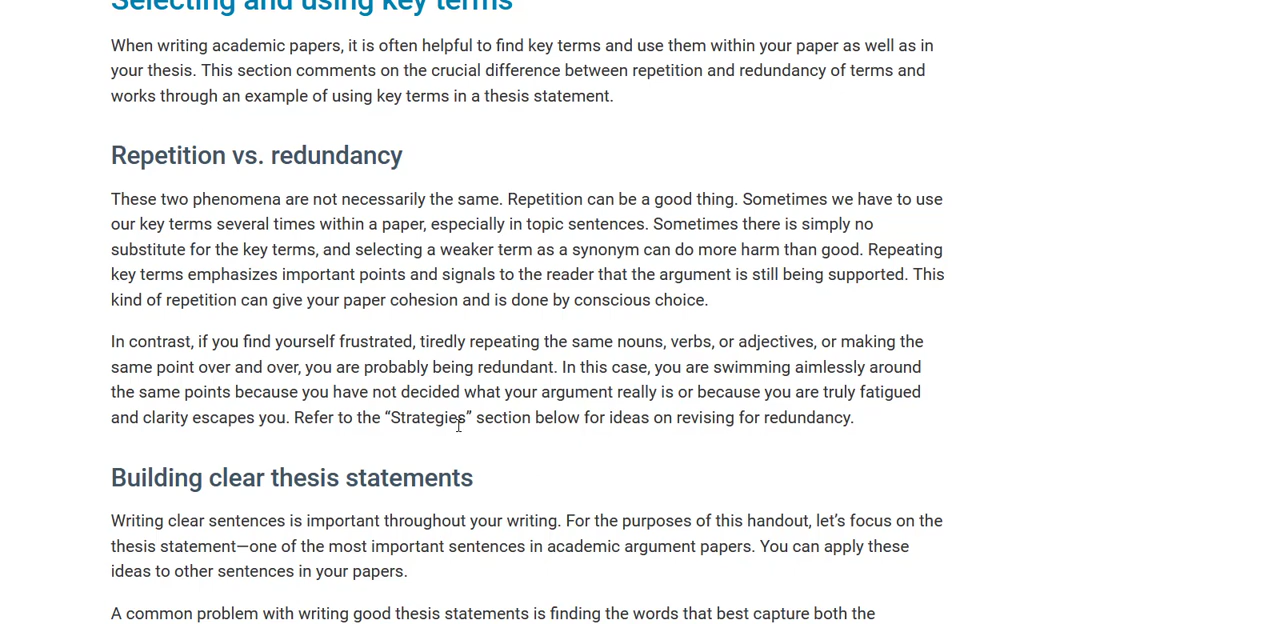 Selecting and using key terms
When writing academic papers, it is often helpful to find key terms and use them within your paper as well as in
your thesis. This section comments on the crucial difference between repetition and redundancy of terms and
works through an example of using key terms in a thesis statement.
Repetition vs. redundancy
These two phenomena are not necessarily the same. Repetition can be a good thing. Sometimes we have to use
our key terms several times within a paper, especially in topic sentences. Sometimes there is simply no
substitute for the key terms, and selecting a weaker term as a synonym can do more harm than good. Repeating
key terms emphasizes important points and signals to the reader that the argument is still being supported. This
kind of repetition can give your paper cohesion and is done by conscious choice.
In contrast, if you find yourself frustrated, tiredly repeating the same nouns, verbs, or adjectives, or making the
same point over and over, you are probably being redundant. In this case, you are swimming aimlessly around
the same points because you have not decided what your argument really is or because you are truly fatigued
and clarity escapes you. Refer to the “Strategies” section below for ideas on revising for redundancy.
Building clear thesis statements
Writing clear sentences is important throughout your writing. For the purposes of this handout, let’s focus on the
thesis statement—one of the most important sentences in academic argument papers. You can apply these
ideas to other sentences in your papers.
A common problem with writing good thesis statements is finding the words that best capture both the